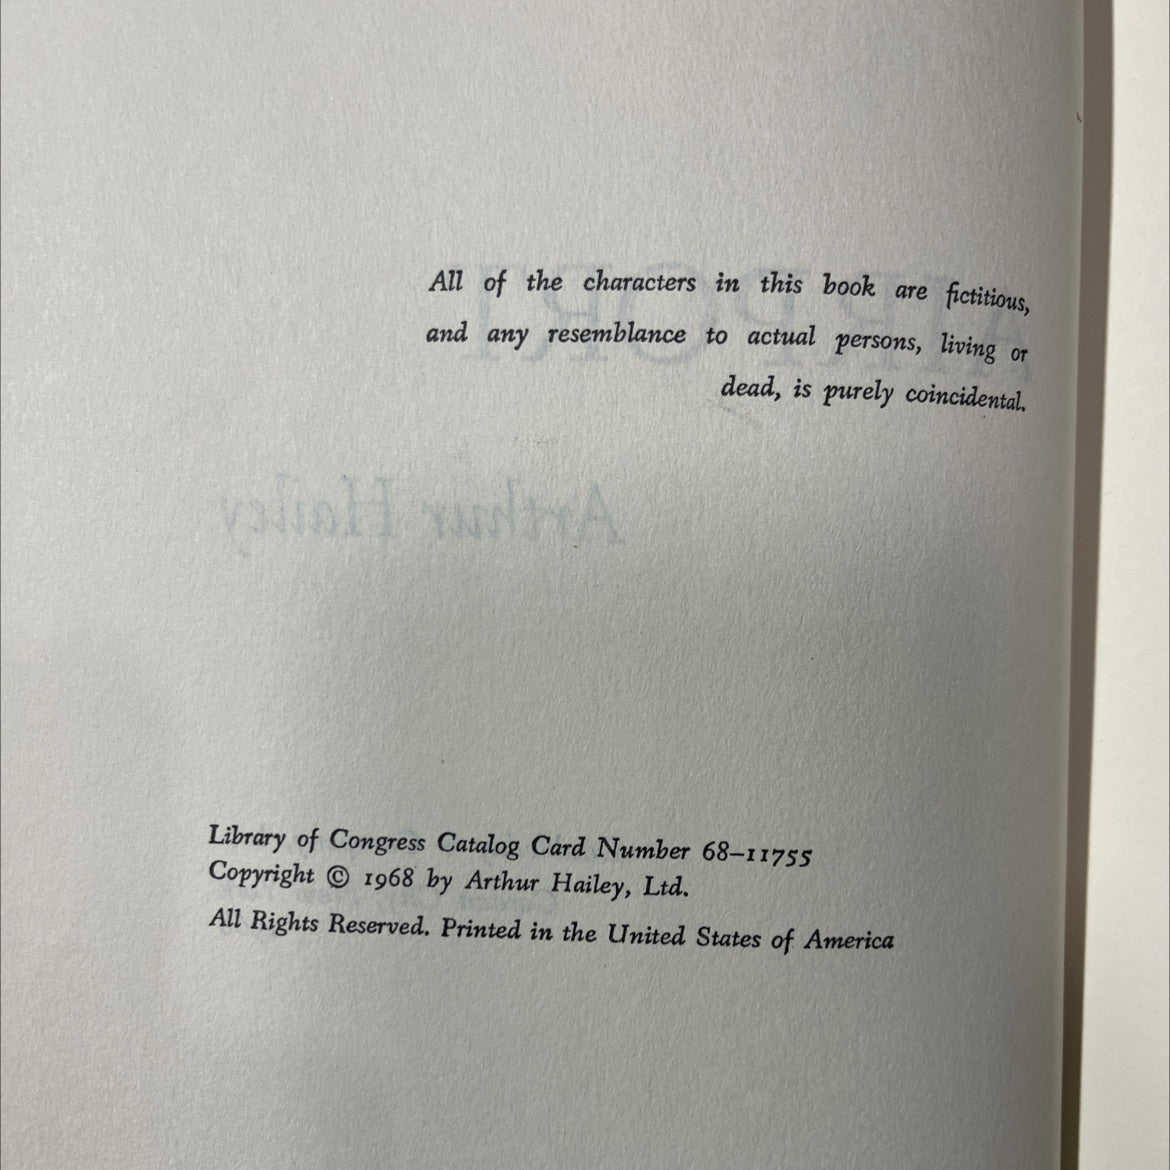 All of the characters in this book are fictitious,
and any resemblance to actual persons, living or
dead, is purely coincidental.
Arthur Hailey
Library of Congress Catalog Card Number 68–11755
Copyright © 1968 by Arthur Hailey, Ltd.
All Rights Reserved. Printed in the United States of America